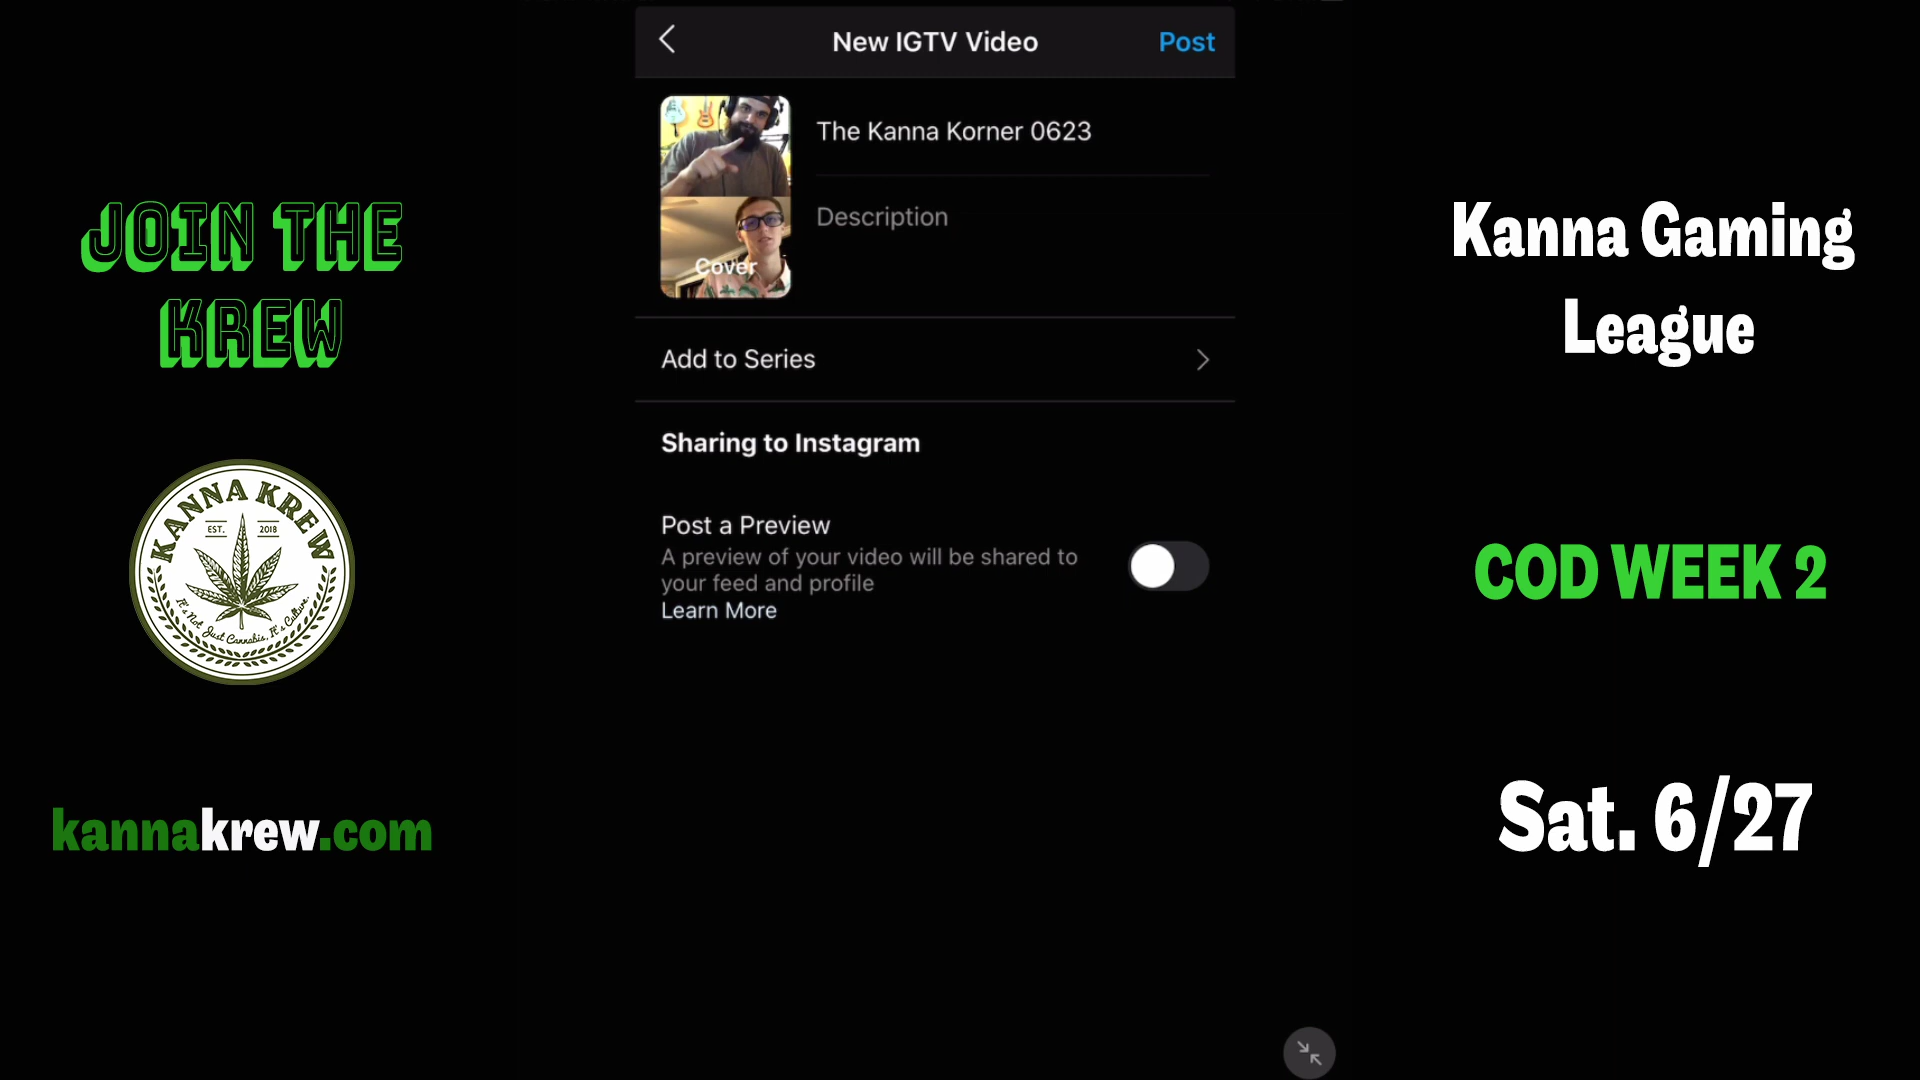 JOIN THE
KREW
KANNA KREW
EST. 2018
It's Not Just Cannabis, It's Culture.
kannakrew.com
New IGTV Video
Post
The Kanna Korner 0623
Description
Cover
Add to Series
Sharing to Instagram
Post a Preview
A preview of your video will be shared to
your feed and profile
Learn More
Kanna Gaming
League
COD WEEK 2
Sat. 6/27